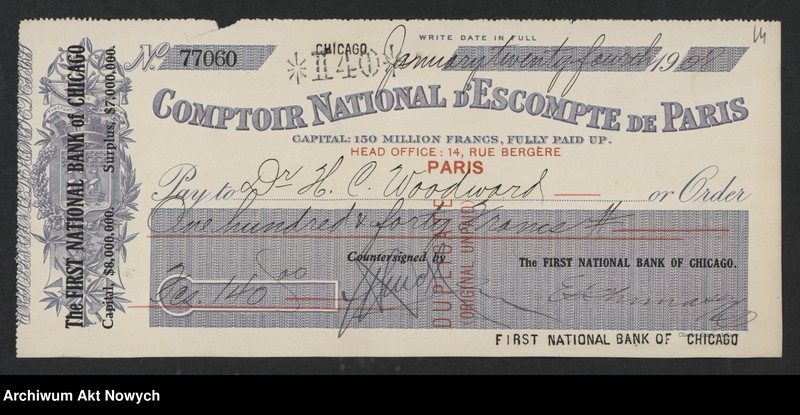 WRITE DATE IN FULL
No. 77060
CHICAGO, January twenty fourth 1908
*140*
14
COMPTOIR NATIONAL D'ESCOMPTE DE PARIS
CAPITAL: 150 MILLION FRANCS, FULLY PAID UP.
HEAD OFFICE: 14, RUE BERGÈRE
PARIS
Pay to Dr H. C. Woodward or Order
One hundred & forty Francs
Countersigned by
The FIRST NATIONAL BANK OF CHICAGO.
Fcs. 140 00
DUPLICATE
(ORIGINAL UNPAID)
FIRST NATIONAL BANK OF CHICAGO
The FIRST NATIONAL BANK of CHICAGO
Capital, $8,000,000. Surplus, $7,000,000.
Archiwum Akt Nowych